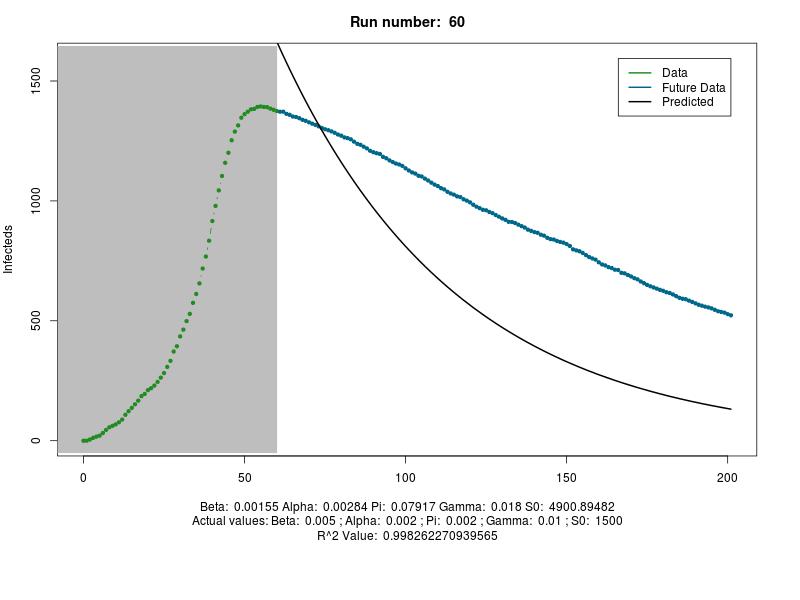 Run number: 60
Data
Future Data
Predicted
1500
1000
500
0
Infecteds
0 50 100 150 200
Beta: 0.00155 Alpha: 0.00284 Pi: 0.07917 Gamma: 0.018 S0: 4900.89482
Actual values: Beta: 0.005 ; Alpha: 0.002 ; Pi: 0.002 ; Gamma: 0.01 ; S0: 1500
R^2 Value: 0.998262270939565